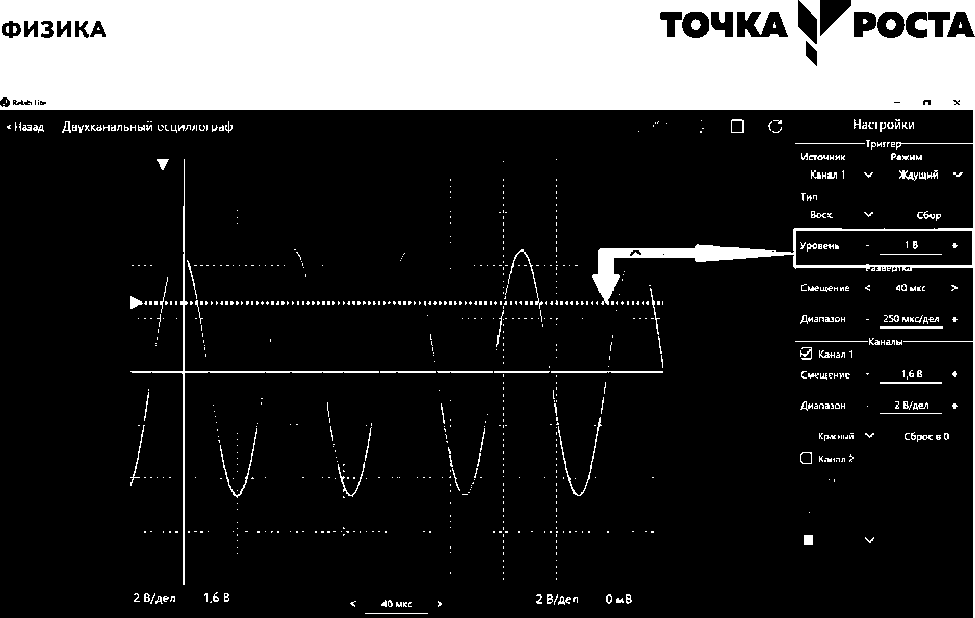 ФИЗИКА
ТОЧКА РОСТА
Relab Lite
< Назад Двухканальный осциллограф
Настройки
Триггер
Источник Режим
Канал 1 Ждущий
Тип
Восх. Сбор
Уровень - 1 В +
Развертка
Смещение < 40 мкс >
Диапазон - 250 мкс/дел +
Каналы
Канал 1
Смещение - 1,6 В +
Диапазон - 2 В/дел +
Красный Сброс в 0
Канал 2
2 В/дел 1,6 В < 40 мкс > 2 В/дел 0 мВ